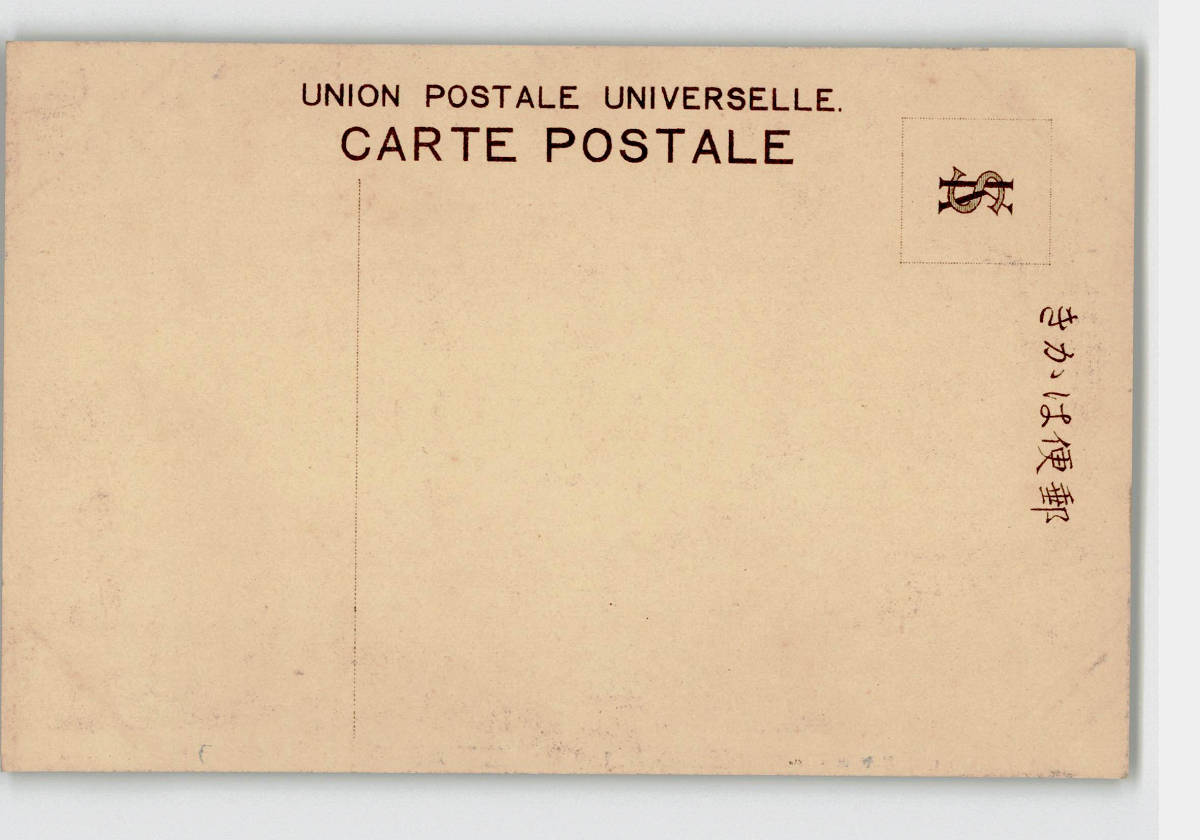 UNION POSTALE UNIVERSELLE.
CARTE POSTALE
郵便はかき